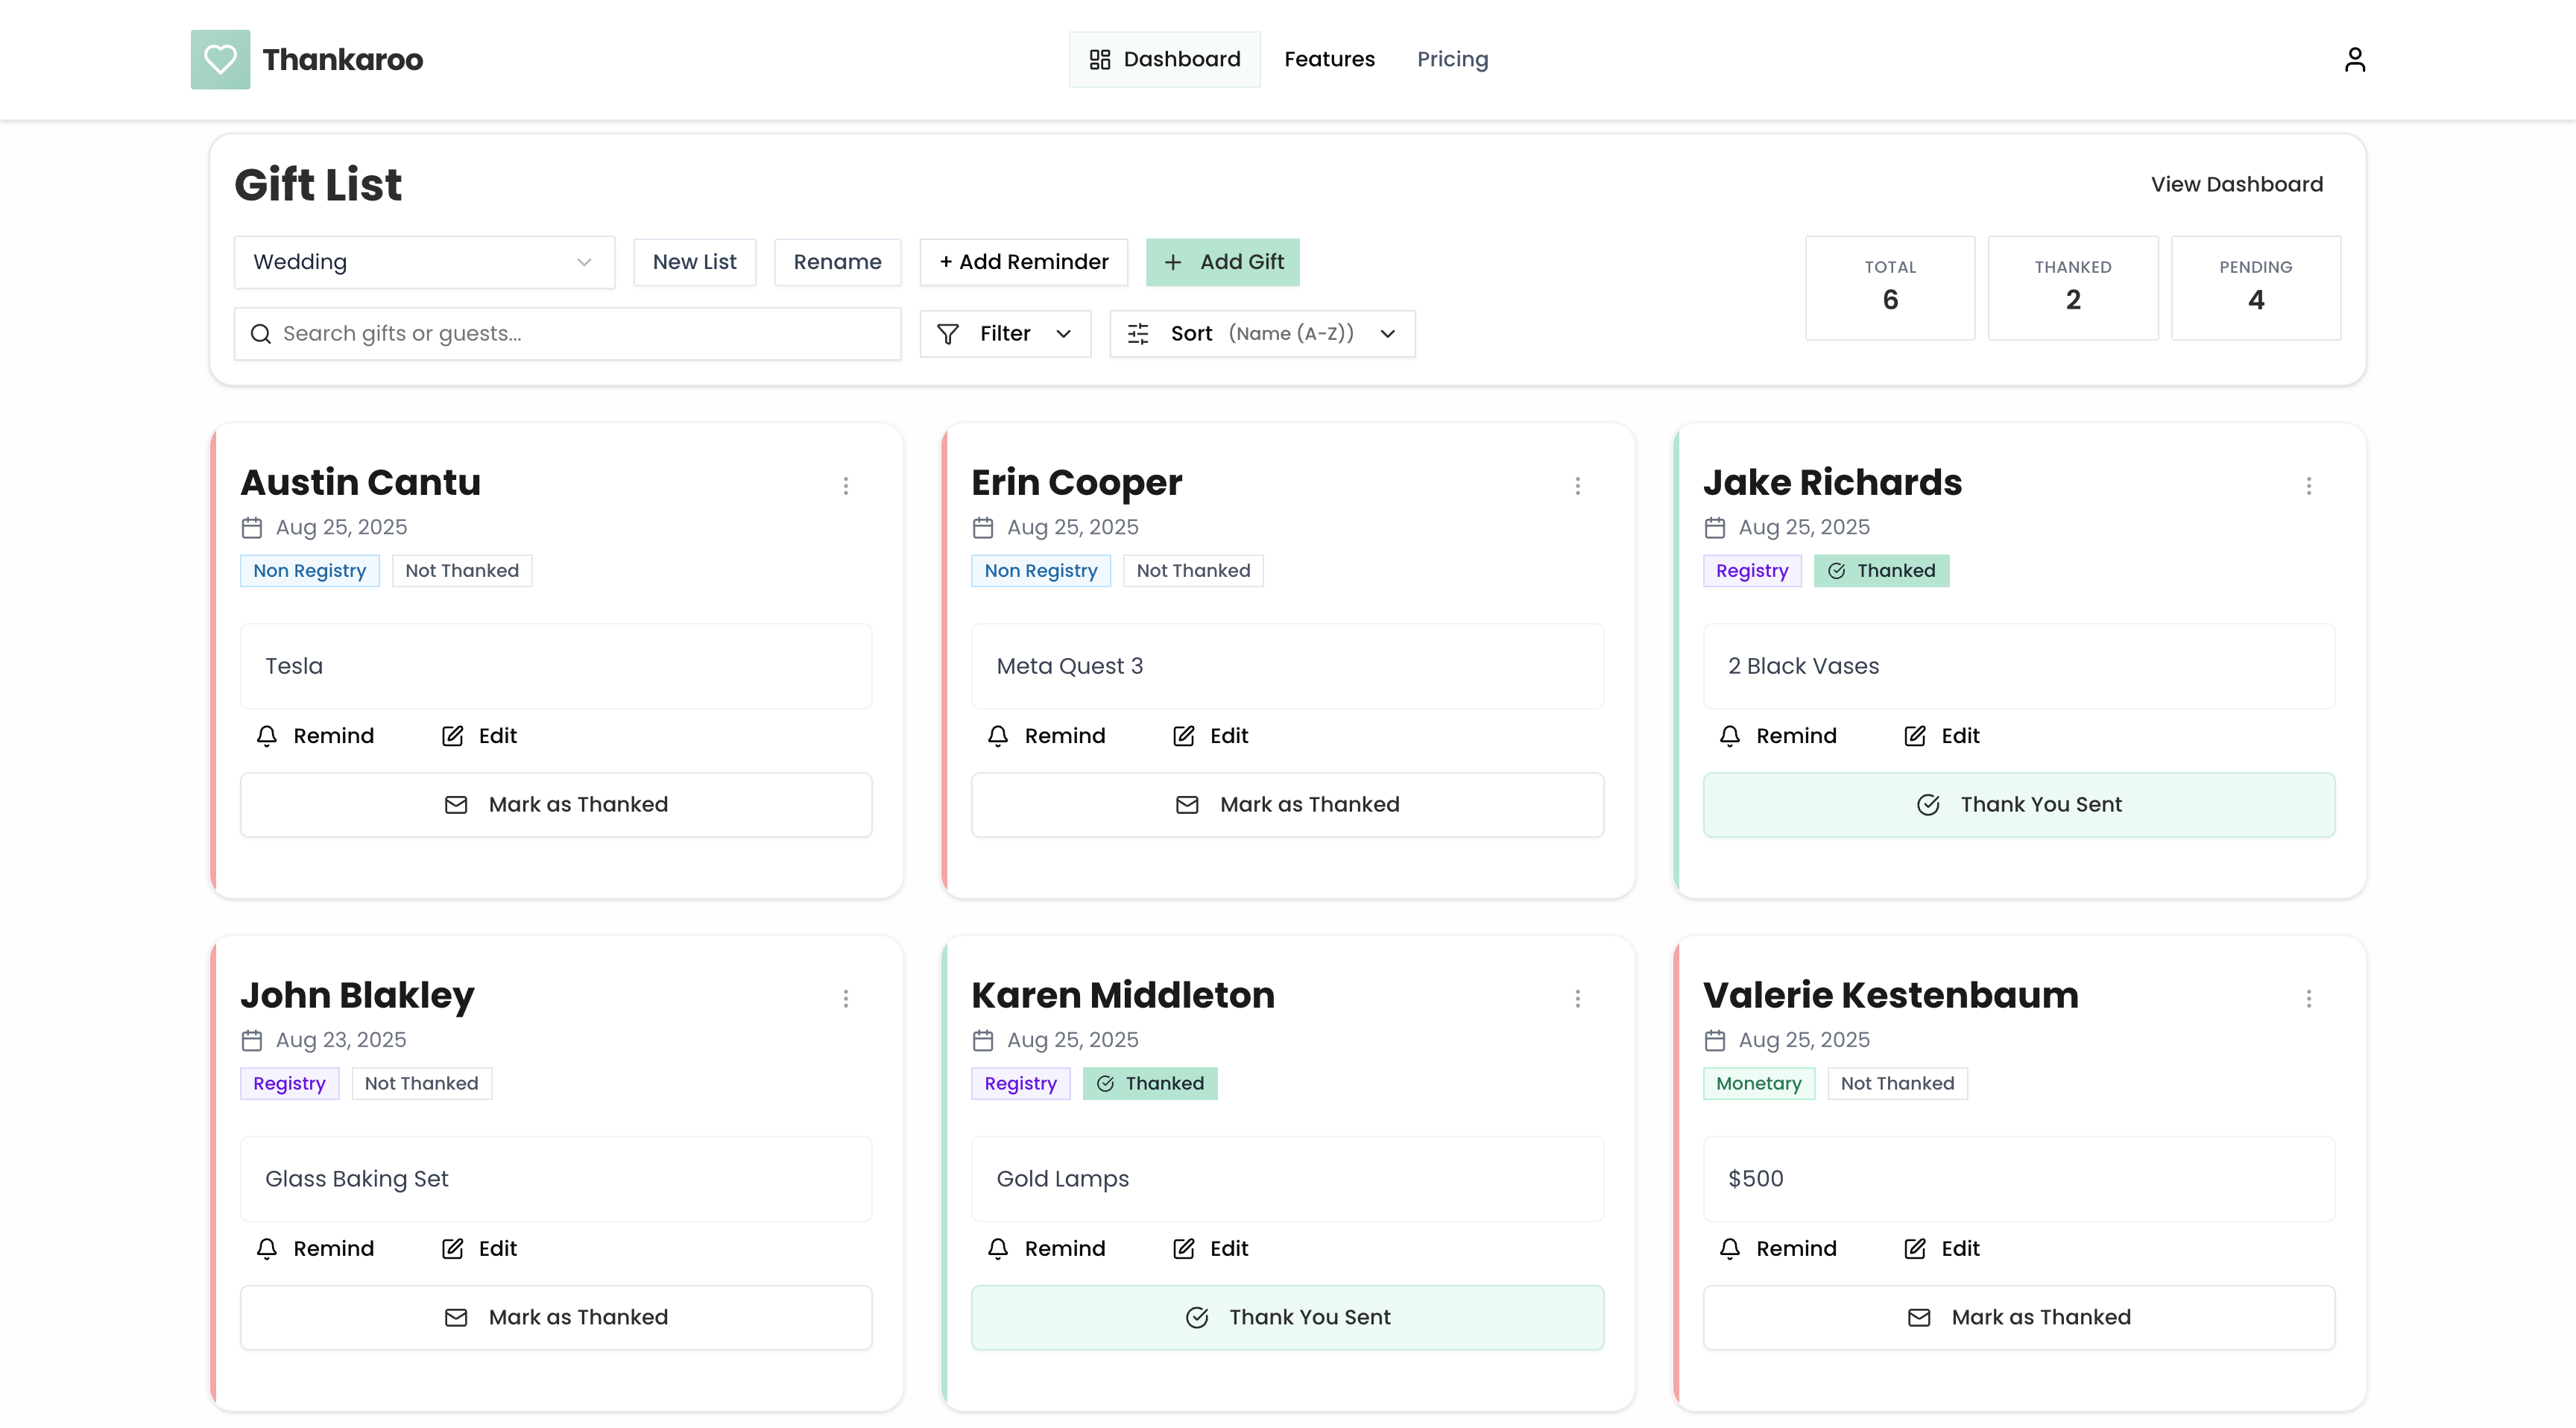 Thankaroo
Dashboard Features Pricing
Gift List
View Dashboard
Wedding New List Rename + Add Reminder + Add Gift
TOTAL THANKED PENDING
6 2 4
Search gifts or guests... Filter Sort (Name (A-Z))
Austin Cantu
Aug 25, 2025
Non Registry Not Thanked
Tesla
Remind Edit
Mark as Thanked
Erin Cooper
Aug 25, 2025
Non Registry Not Thanked
Meta Quest 3
Remind Edit
Mark as Thanked
Jake Richards
Aug 25, 2025
Registry Thanked
2 Black Vases
Remind Edit
Thank You Sent
John Blakley
Aug 23, 2025
Registry Not Thanked
Glass Baking Set
Remind Edit
Mark as Thanked
Karen Middleton
Aug 25, 2025
Registry Thanked
Gold Lamps
Remind Edit
Thank You Sent
Valerie Kestenbaum
Aug 25, 2025
Monetary Not Thanked
$500
Remind Edit
Mark as Thanked